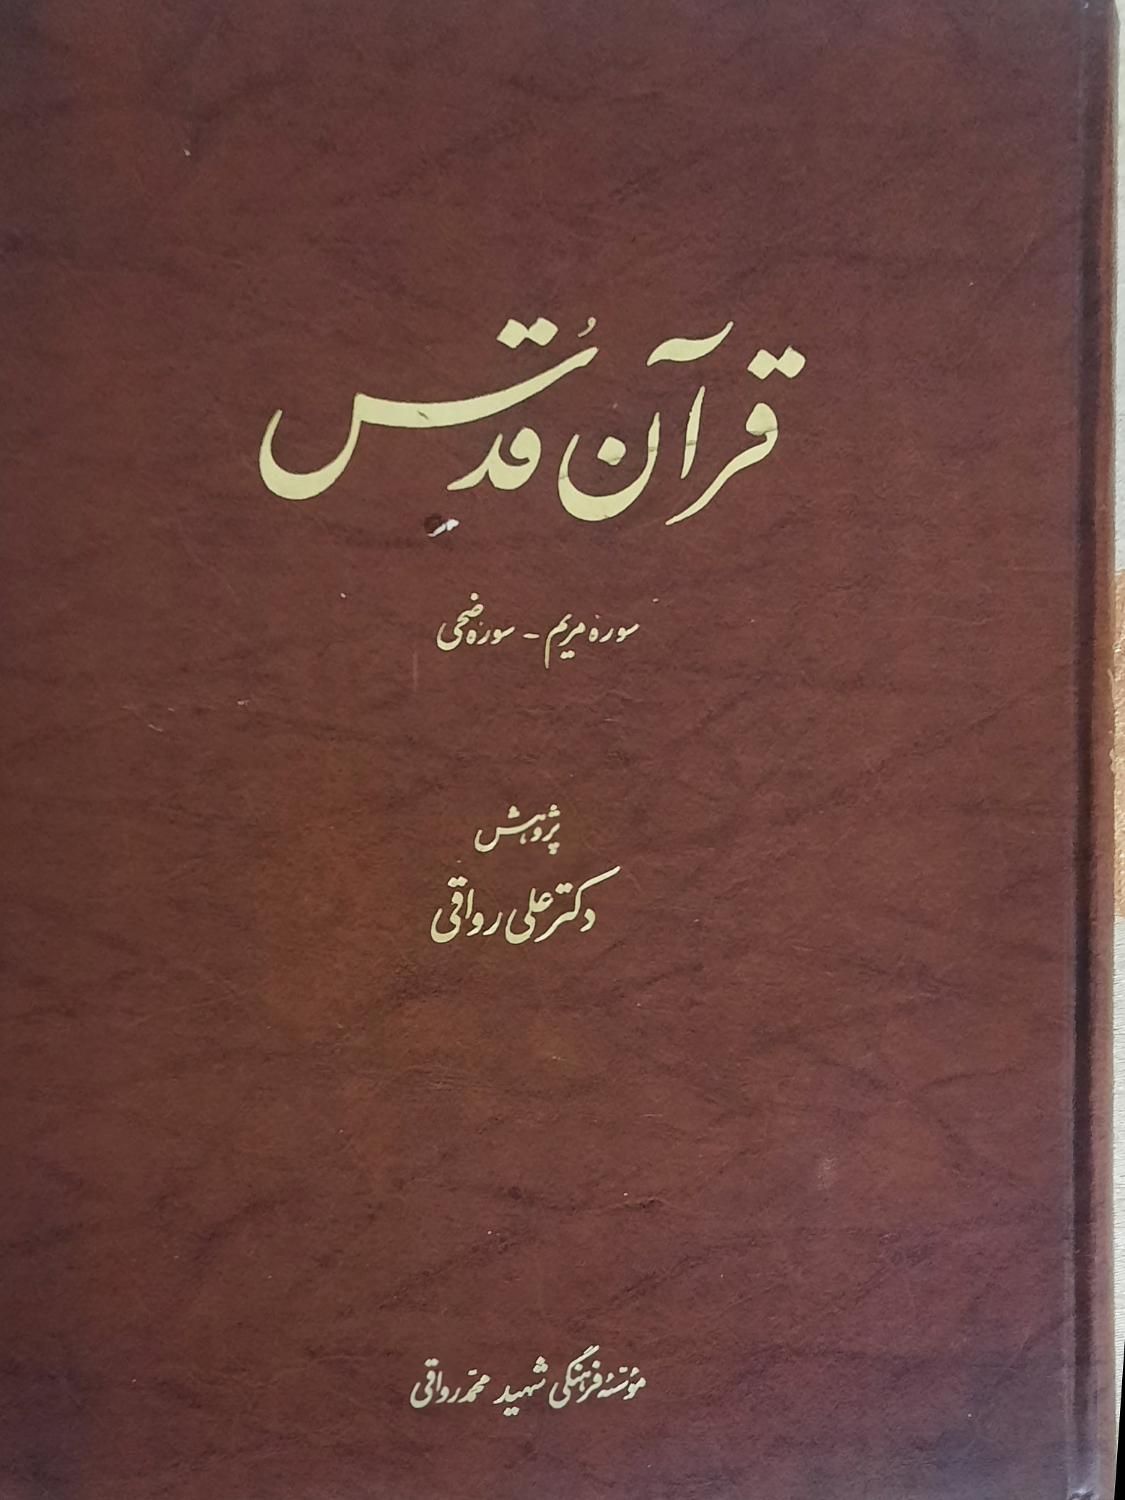 قرآن قدس
سوره مریم - سوره ضحی
پژوهش
دکتر علی رواقی
مؤسسه فرهنگی شهید محمد رواقی